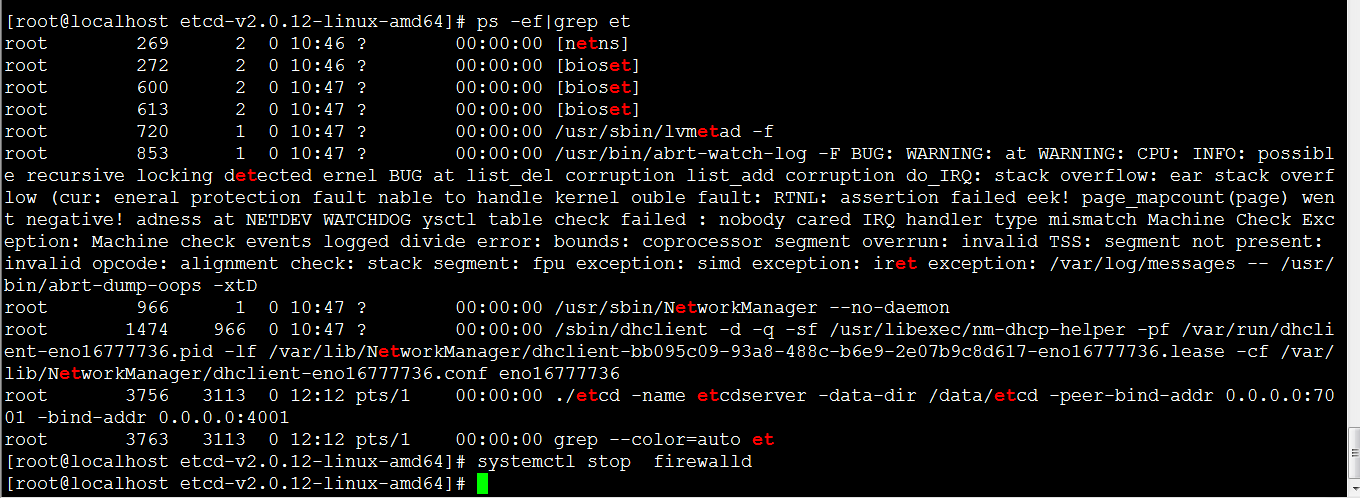 [root@localhost etcd-v2.0.12-linux-amd64]# ps -ef|grep et
root        269      2  0 10:46 ?        00:00:00 [netns]
root        272      2  0 10:46 ?        00:00:00 [bioset]
root        600      2  0 10:47 ?        00:00:00 [bioset]
root        613      2  0 10:47 ?        00:00:00 [bioset]
root        720      1  0 10:47 ?        00:00:00 /usr/sbin/lvmetad -f
root        853      1  0 10:47 ?        00:00:00 /usr/bin/abrt-watch-log -F BUG: WARNING: at WARNING: CPU: INFO: possibl
e recursive locking detected ernel BUG at list_del corruption list_add corruption do_IRQ: stack overflow: ear stack overf
low (cur: eneral protection fault nable to handle kernel ouble fault: RTNL: assertion failed eek! page_mapcount(page) wen
t negative! adness at NETDEV WATCHDOG ysctl table check failed : nobody cared IRQ handler type mismatch Machine Check Exc
eption: Machine check events logged divide error: bounds: coprocessor segment overrun: invalid TSS: segment not present:
invalid opcode: alignment check: stack segment: fpu exception: simd exception: iret exception: /var/log/messages -- /usr/
bin/abrt-dump-oops -xtD
root        966      1  0 10:47 ?        00:00:00 /usr/sbin/NetworkManager --no-daemon
root       1474    966  0 10:47 ?        00:00:00 /sbin/dhclient -d -q -sf /usr/libexec/nm-dhcp-helper -pf /var/run/dhcli
ent-eno16777736.pid -lf /var/lib/NetworkManager/dhclient-bb095c09-93a8-488c-b6e9-2e07b9c8d617-eno16777736.lease -cf /var/
lib/NetworkManager/dhclient-eno16777736.conf eno16777736
root       3756   3113  0 12:12 pts/1    00:00:00 ./etcd -name etcdserver -data-dir /data/etcd -peer-bind-addr 0.0.0.0:70
01 -bind-addr 0.0.0.0:4001
root       3763   3113  0 12:12 pts/1    00:00:00 grep --color=auto et
[root@localhost etcd-v2.0.12-linux-amd64]# systemctl stop  firewalld
[root@localhost etcd-v2.0.12-linux-amd64]#